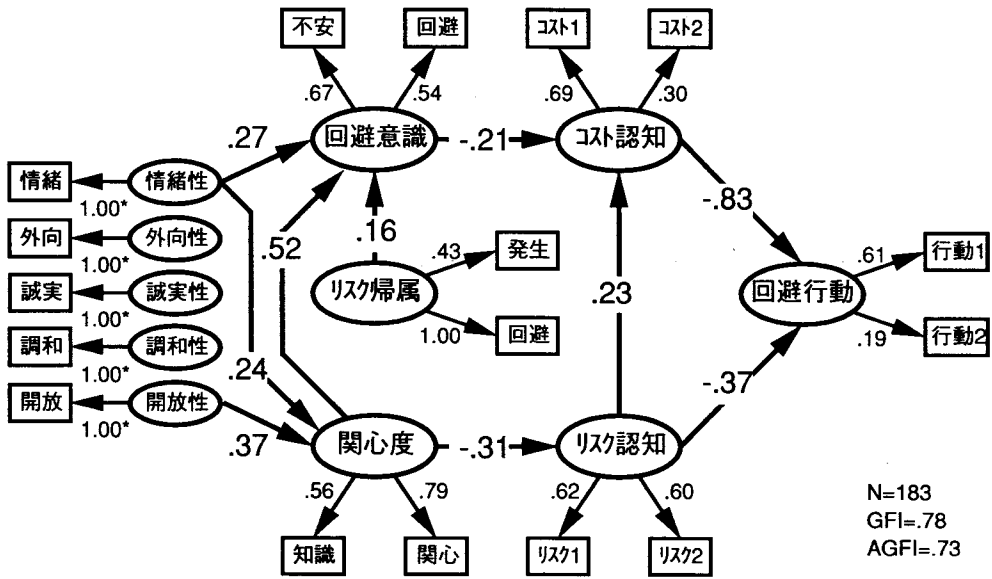 不安
回避
コスト1
コスト2
.67
.54
.69
.30
回避意識
-.21
コスト認知
.27
情緒
情緒性
1.00*
-.83
外向
外向性
1.00*
.52
.16
発生
.43
行動1
.61
誠実
誠実性
1.00*
リスク帰属
.23
回避行動
1.00
回避
.19
行動2
調和
調和性
1.00*
.24
-.37
開放
開放性
1.00*
.37
関心度
-.31
リスク認知
.56
.79
.62
.60
知識
関心
リスク1
リスク2
N=183
GFI=.78
AGFI=.73